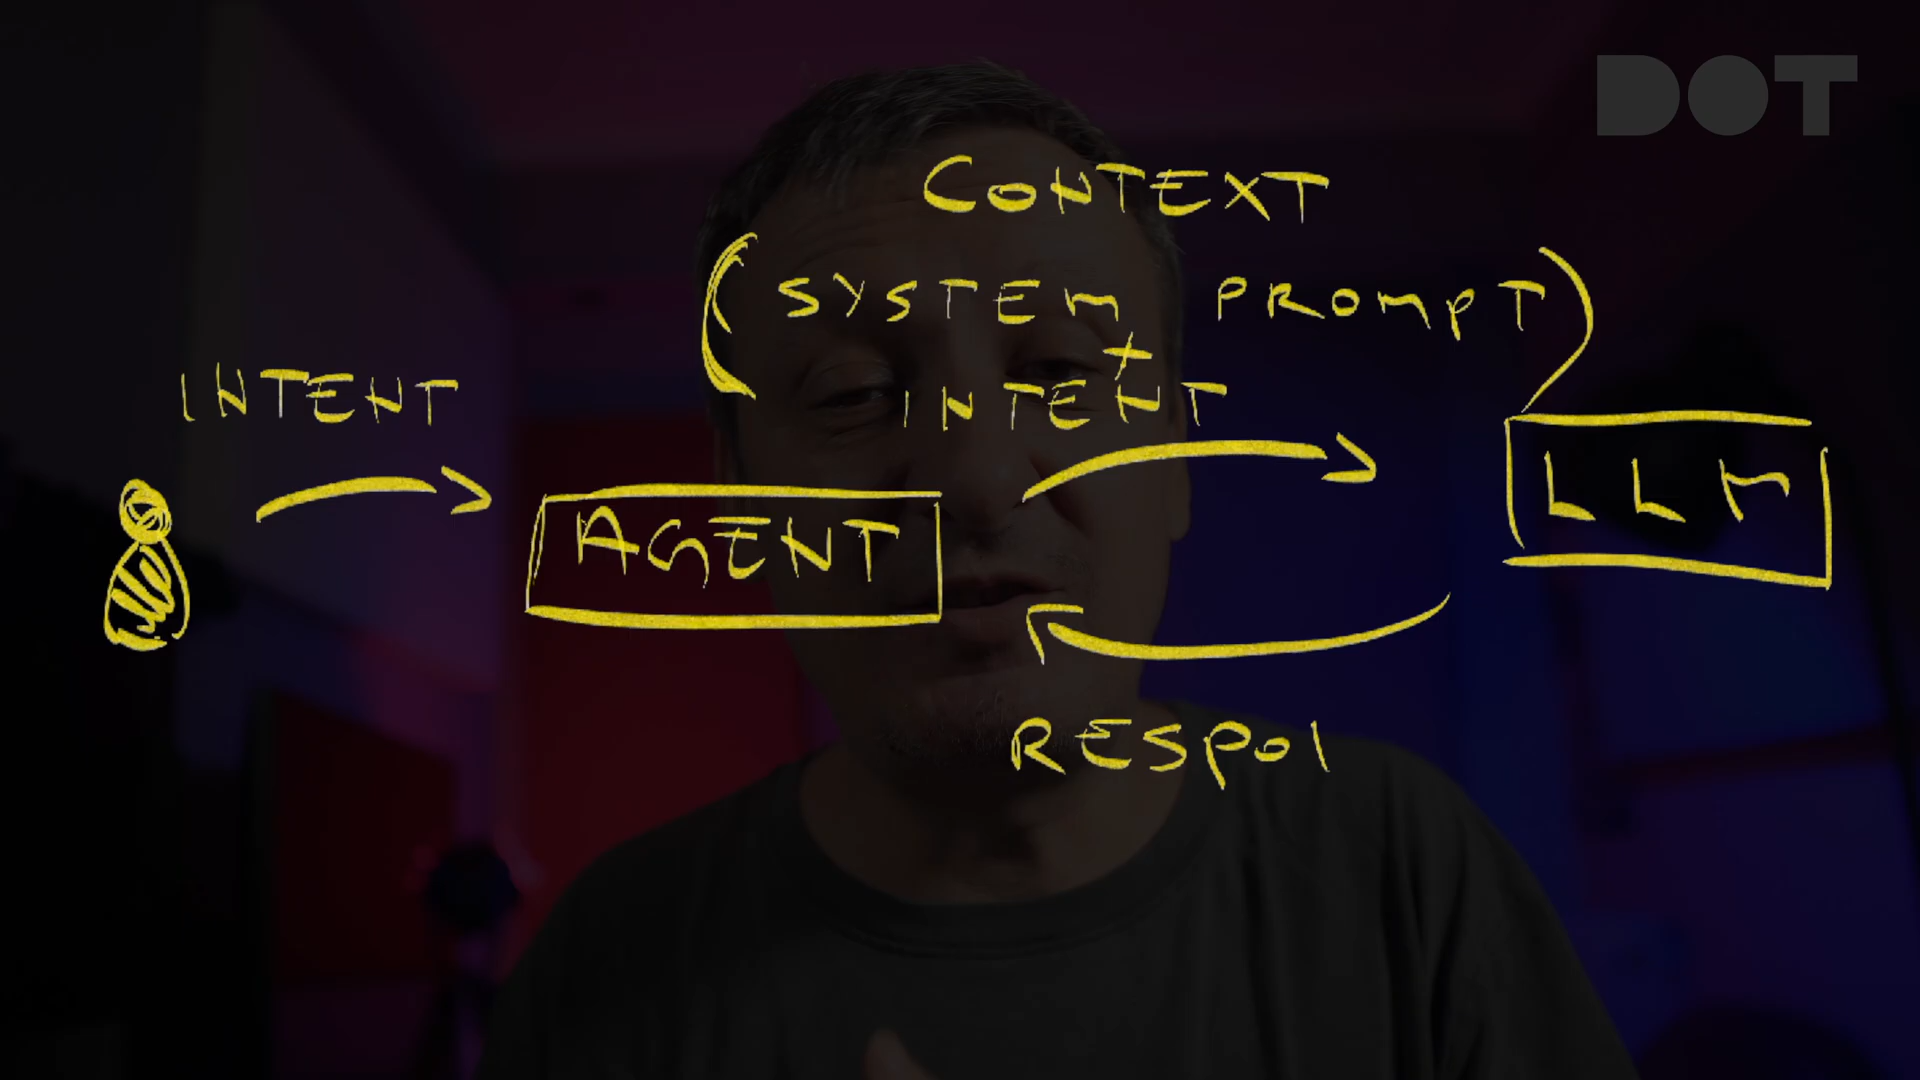 DOT
CONTEXT
(SYSTEM PROMPT
+
INTENT)
INTENT
AGENT
LLM
RESPOI